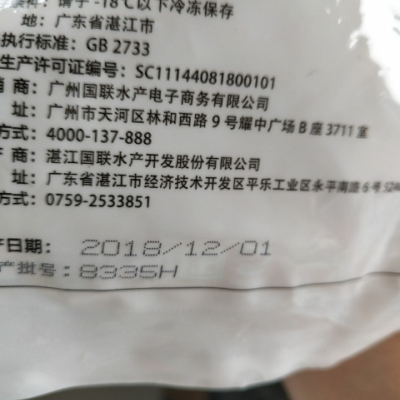 请于-18℃以下冷冻保存
地：广东省湛江市
执行标准：GB 2733
生产许可证编号：SC11144081800101
商：广州国联水产电子商务有限公司
址：广州市天河区林和西路9号耀中广场B座3711室
方式：4000-137-888
商：湛江国联水产开发股份有限公司
址：广东省湛江市经济技术开发区平乐工业区永平南路6号
方式：0759-2533851
产日期：2018/12/01
产批号：8335H